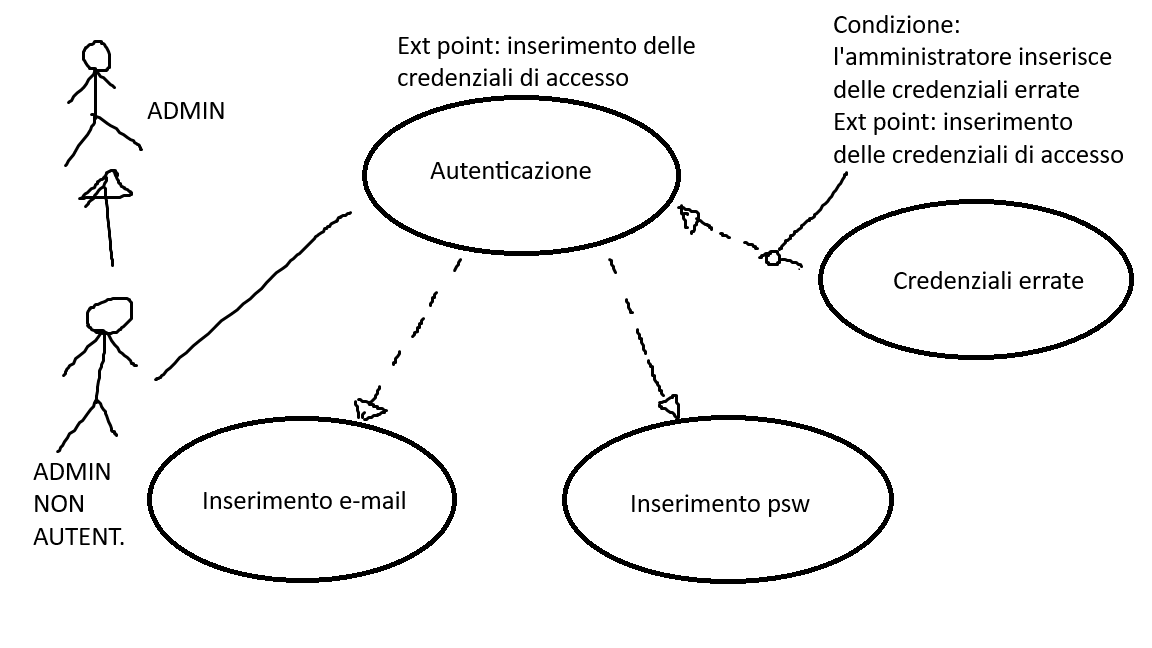 Condizione:
l'amministratore inserisce
delle credenziali errate
Ext point: inserimento
delle credenziali di accesso
Ext point: inserimento delle
credenziali di accesso
ADMIN
Autenticazione
Credenziali errate
ADMIN
NON
AUTENT.
Inserimento e-mail
Inserimento psw